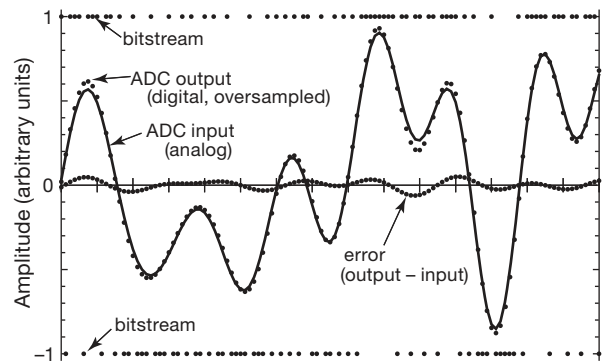 1
bitstream
ADC output
(digital, oversampled)
ADC input
(analog)
Amplitude (arbitrary units)
0
error
(output – input)
bitstream
–1